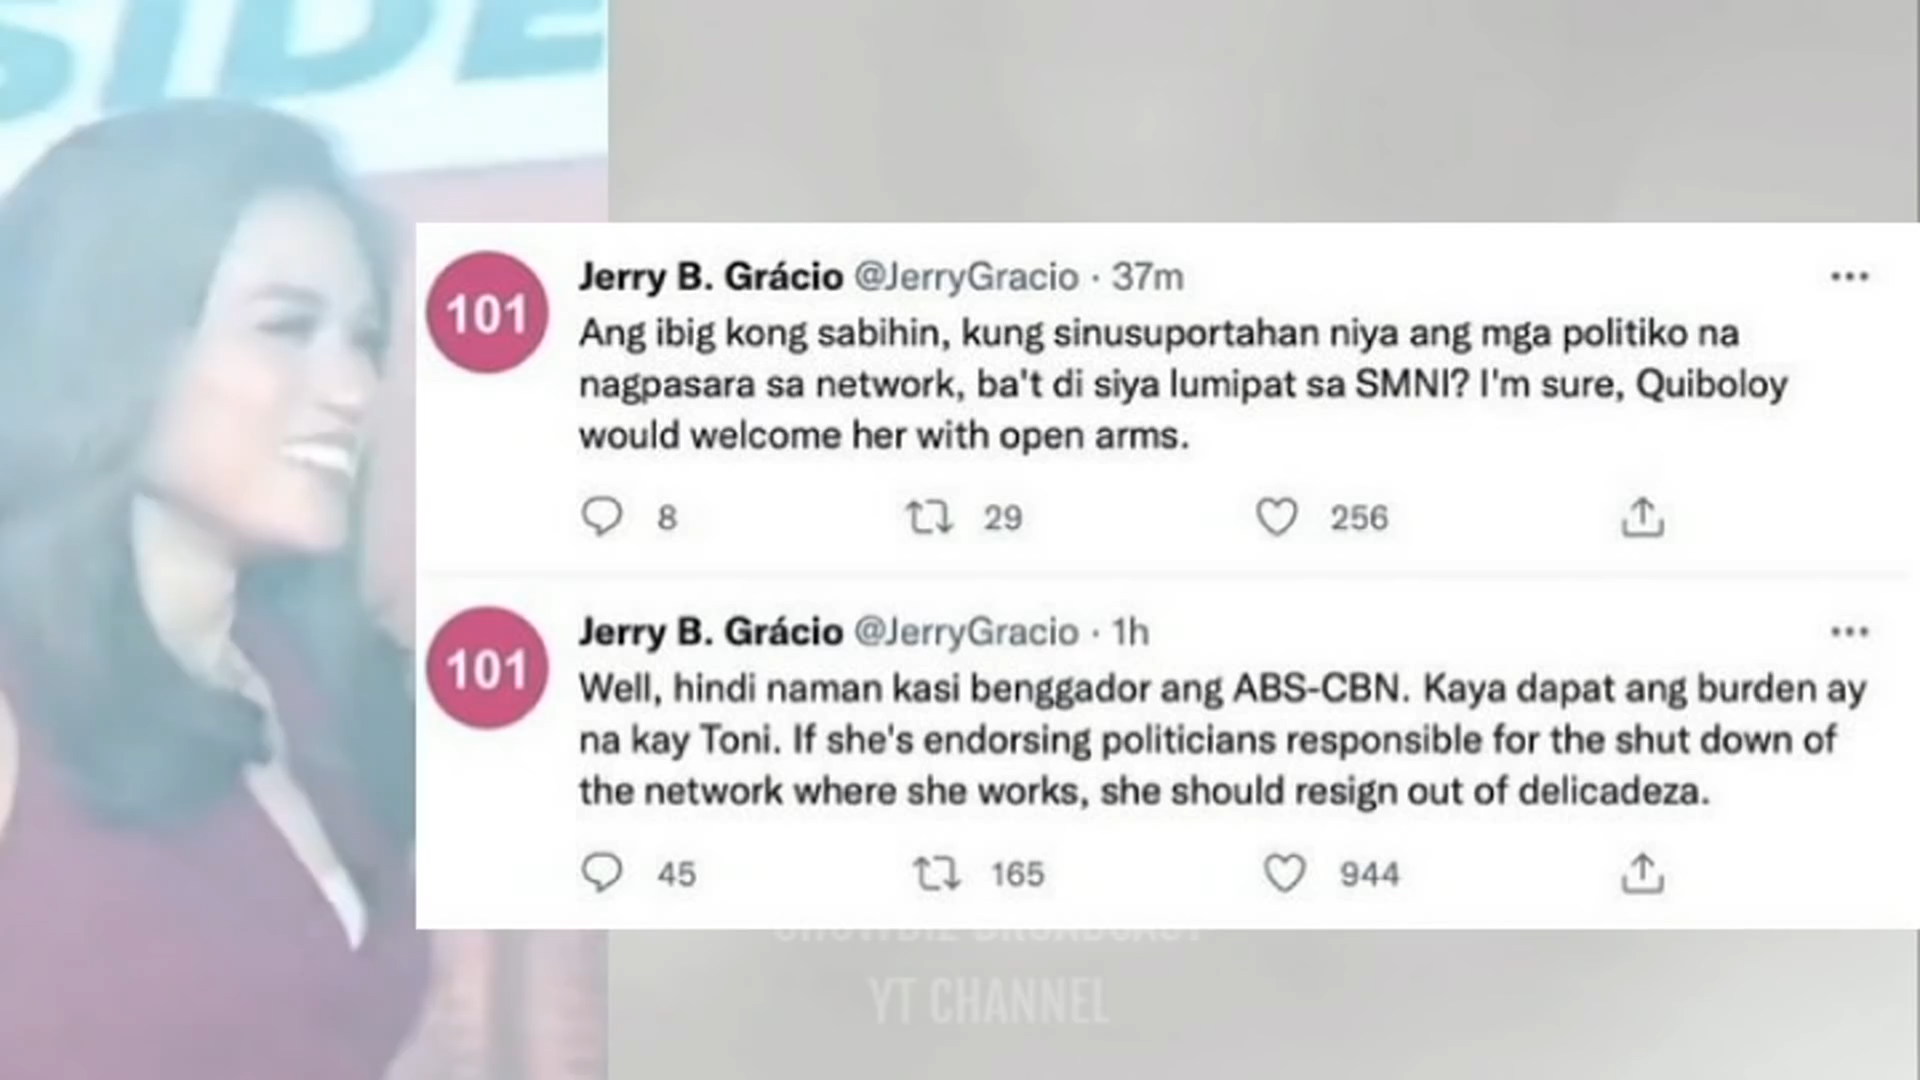 SIDE
101
Jerry B. Grácio @JerryGracio · 37m
Ang ibig kong sabihin, kung sinusuportahan niya ang mga politiko na
nagpasara sa network, ba't di siya lumipat sa SMNI? I'm sure, Quiboloy
would welcome her with open arms.
8 29 256
101
Jerry B. Grácio @JerryGracio · 1h
Well, hindi naman kasi benggador ang ABS-CBN. Kaya dapat ang burden ay
na kay Toni. If she's endorsing politicians responsible for the shut down of
the network where she works, she should resign out of delicadeza.
45 165 944
SHOWBIZ BROADCAST
YT CHANNEL